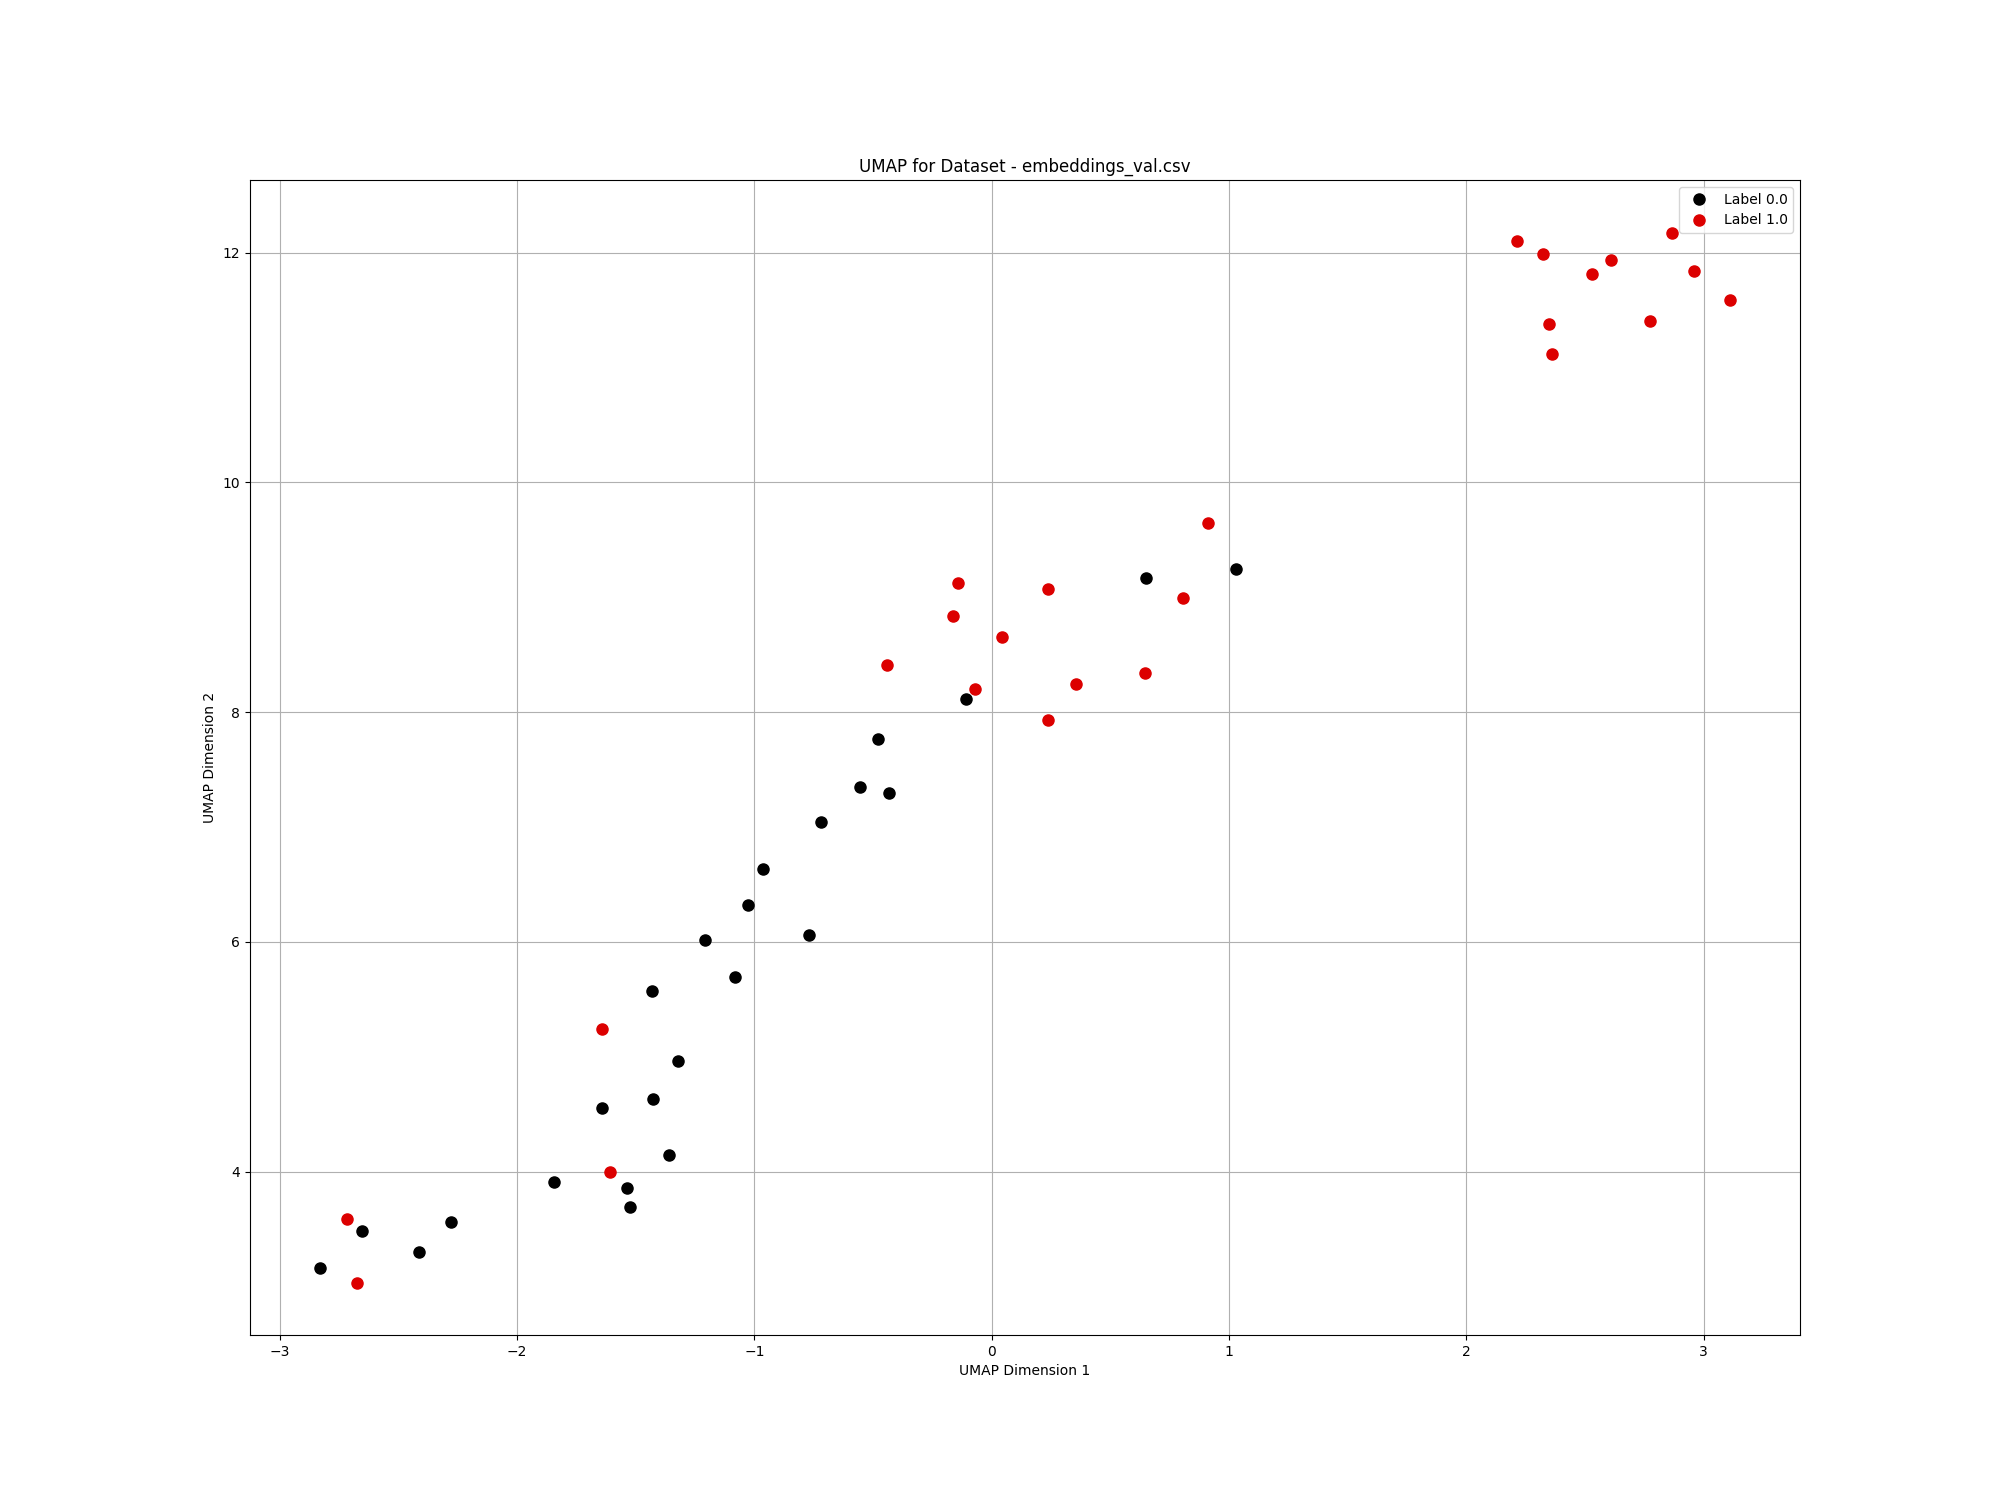 UMAP for Dataset - embeddings_val.csv
Label 0.0
Label 1.0
12
10
8
6
4
UMAP Dimension 2
−3
−2
−1
0
1
2
3
UMAP Dimension 1